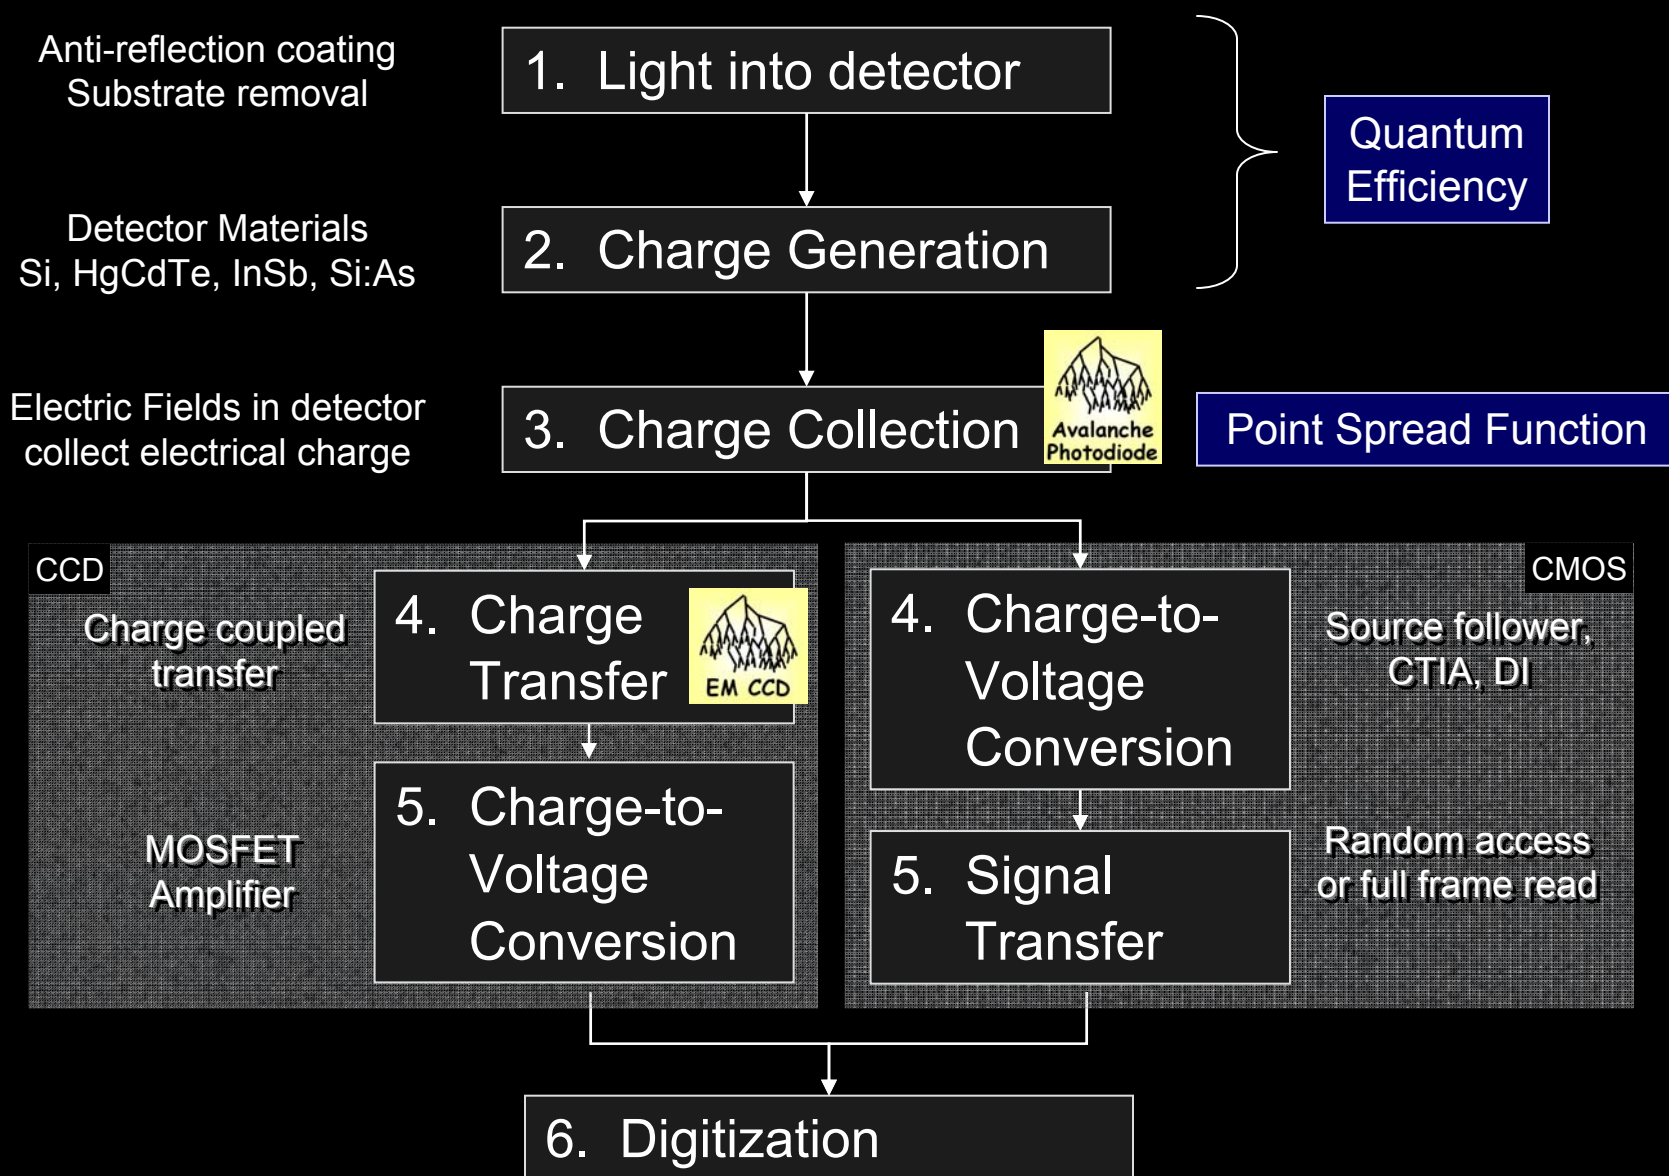 Anti-reflection coating
Substrate removal
1. Light into detector
Quantum
Efficiency
Detector Materials
Si, HgCdTe, InSb, Si:As
2. Charge Generation
Electric Fields in detector
collect electrical charge
3. Charge Collection
Avalanche
Photodiode
Point Spread Function
CCD
Charge coupled
transfer
4. Charge
Transfer
EM CCD
MOSFET
Amplifier
5. Charge-to-
Voltage
Conversion
CMOS
4. Charge-to-
Voltage
Conversion
Source follower,
CTIA, DI
5. Signal
Transfer
Random access
or full frame read
6. Digitization